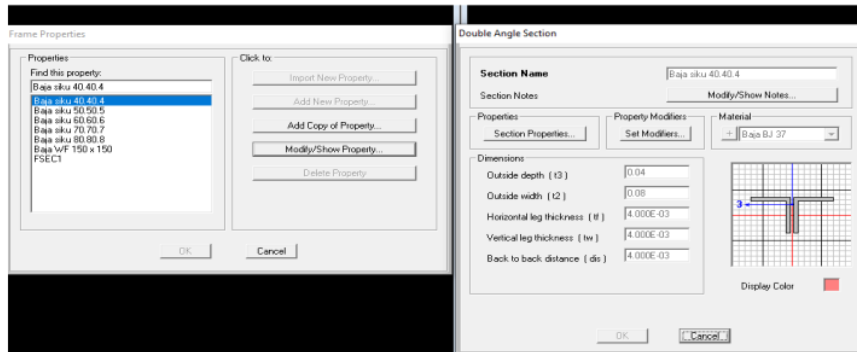 Frame Properties
Properties
Find this property:
Baja siku 40.40.4
Baja siku 40.40.4
Baja siku 50.50.5
Baja siku 60.60.6
Baja siku 70.70.7
Baja siku 80.80.8
Baja WF 150 x 150
FSEC1
Click to:
Import New Property...
Add New Property...
Add Copy of Property...
Modify/Show Property...
Delete Property
OK
Cancel
Double Angle Section
Section Name
Baja siku 40.40.4
Section Notes
Modify/Show Notes...
Properties
Section Properties...
Property Modifiers
Set Modifiers...
Material
+
Baja BJ 37
Dimensions
Outside depth ( t3 )
0.04
Outside width ( t2 )
0.08
Horizontal leg thickness ( tf )
4.000E-03
Vertical leg thickness ( tw )
4.000E-03
Back to back distance ( dis )
4.000E-03
3
Display Color
OK
Cancel